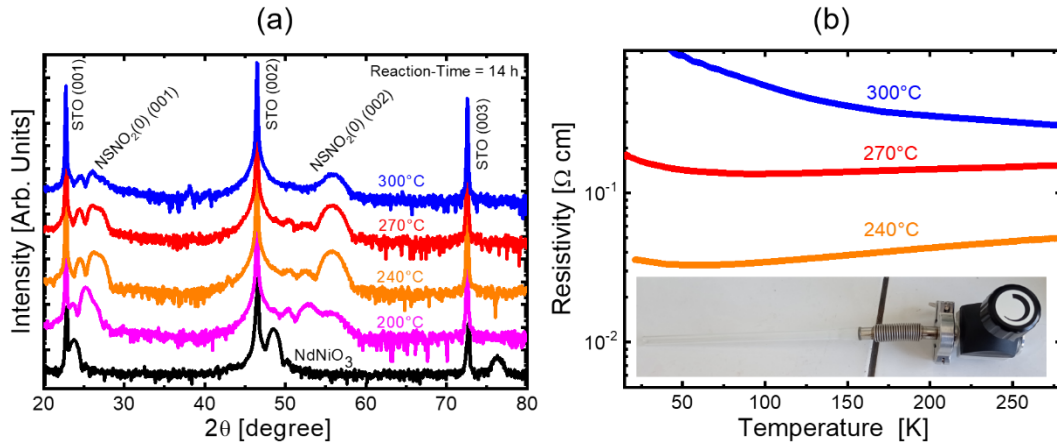 (a)
Intensity [Arb. Units]
STO (001)
NSNO₂(0) (001)
STO (002)
NSNO₂(0) (002)
STO (003)
Reaction-Time = 14 h
300°C
270°C
240°C
200°C
NdNiO₃
20 30 40 50 60 70 80
2θ [degree]
(b)
Resistivity [Ω cm]
10⁻¹
10⁻²
300°C
270°C
240°C
50 100 150 200 250
Temperature [K]